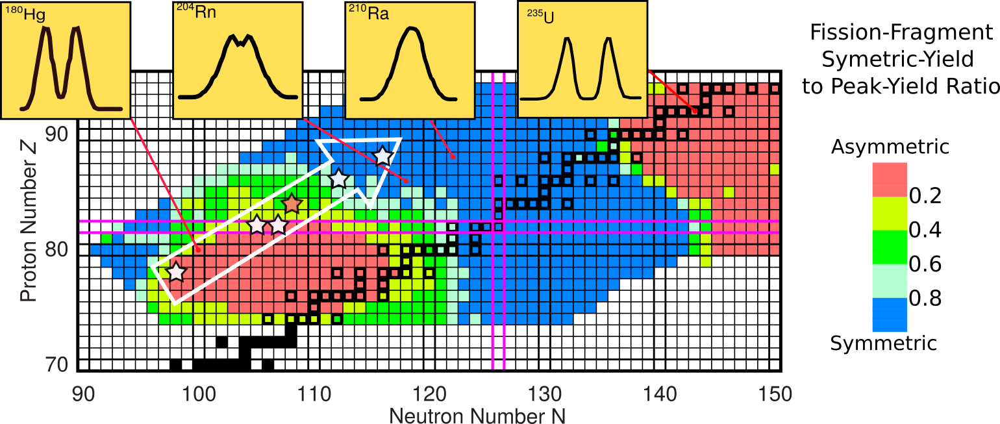 180Hg
204Rn
210Ra
235U
Fission-Fragment
Symetric-Yield
to Peak-Yield Ratio
Asymmetric
0.2
0.4
0.6
0.8
Symmetric
Proton Number Z
90
80
70
90 100 110 120 130 140 150
Neutron Number N